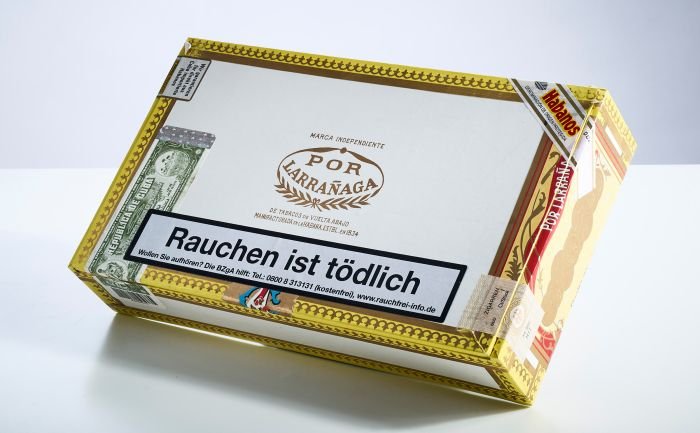 MARCA INDEPENDIENTE
POR
LARRAÑAGA
DE TABACOS DE VUELTA ABAJO
MANUFACTURADA EN LA HABANA, ESTBL. EN 1834
Rauchen ist tödlich
Wollen Sie aufhören? Die BZgA hilft: Tel.: 0800 8 313131 (kostenfrei), www.rauchfrei-info.de
REPUBLICA DE CUBA
Habanos
POR LARRAÑA